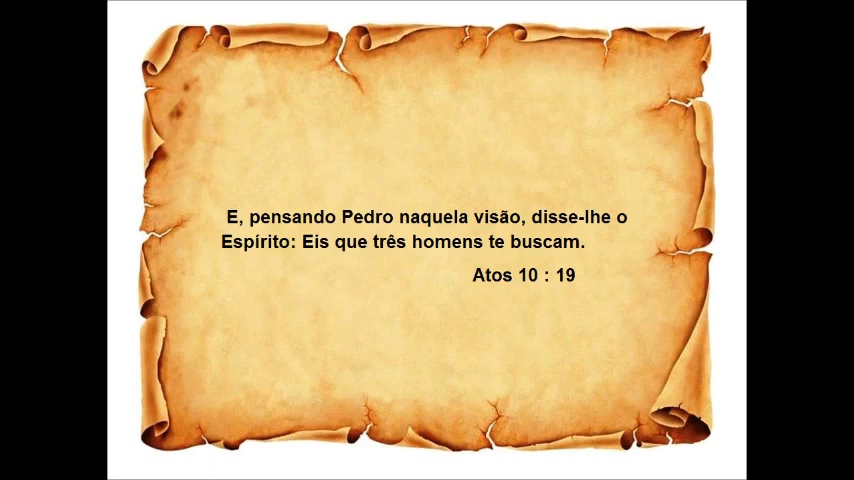 E, pensando Pedro naquela visão, disse-lhe o
Espírito: Eis que três homens te buscam.
Atos 10 : 19